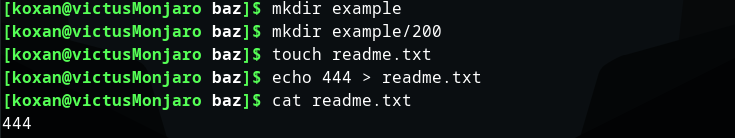 [koxan@victusMonjaro baz]$ mkdir example
[koxan@victusMonjaro baz]$ mkdir example/200
[koxan@victusMonjaro baz]$ touch readme.txt
[koxan@victusMonjaro baz]$ echo 444 > readme.txt
[koxan@victusMonjaro baz]$ cat readme.txt
444